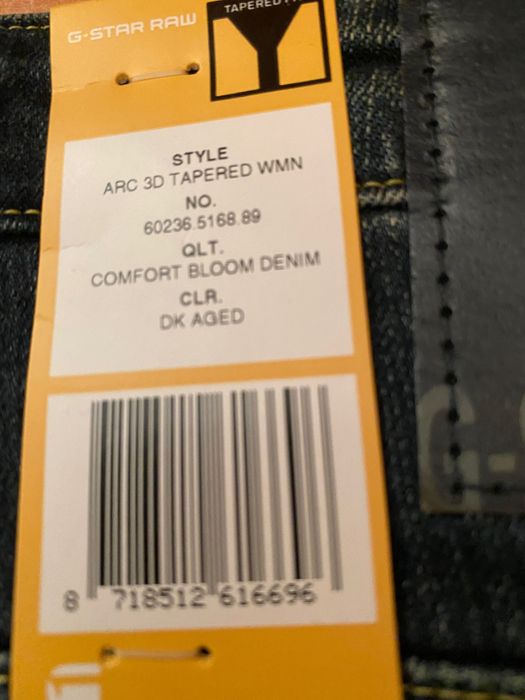 G-STAR RAW
TAPERED
STYLE
ARC 3D TAPERED WMN
NO.
60236.5168.89
QLT.
COMFORT BLOOM DENIM
CLR.
DK AGED
8 718512 616696
G-